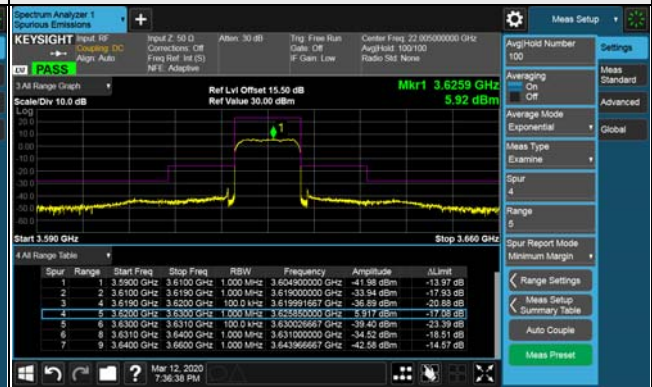 Spectrum Analyzer 1
Spurious Emissions
Meas Setup
KEYSIGHT
Input: RF
Coupling: DC
Align: Auto
Input Z: 50 Ω
Corrections: Off
Freq Ref: Int (S)
NFE: Adaptive
Atten: 30 dB
Trig: Free Run
Gate: Off
IF Gain: Low
Center Freq: 22.005000000 GHz
Avg|Hold: 100/100
Radio Std: None
PASS
3.All Range Graph
Scale/Div 10.0 dB
Ref Lvl Offset 15.50 dB
Ref Value 30.00 dBm
Mkr1 3.6259 GHz
5.92 dBm
Log
20.0
10.0
0.00
-10.0
-20.0
-30.0
-40.0
-50.0
-60.0
1
Start 3.590 GHz
Stop 3.660 GHz
4.All Range Table
Spur Range Start Freq Stop Freq RBW Frequency Amplitude ΔLimit
1 1 3.5900 GHz 3.6100 GHz 1.000 MHz 3.604900000 GHz -41.98 dBm -13.97 dB
2 2 3.6100 GHz 3.6190 GHz 1.000 MHz 3.619000000 GHz -33.94 dBm -17.93 dB
3 4 3.6190 GHz 3.6200 GHz 100.0 kHz 3.619991667 GHz -36.89 dBm -20.88 dB
4 5 3.6200 GHz 3.6300 GHz 1.000 MHz 3.625850000 GHz 5.917 dBm -17.08 dB
5 6 3.6300 GHz 3.6310 GHz 100.0 kHz 3.630026667 GHz -39.40 dBm -23.39 dB
6 8 3.6310 GHz 3.6400 GHz 1.000 MHz 3.631000000 GHz -34.52 dBm -18.51 dB
7 9 3.6400 GHz 3.6600 GHz 1.000 MHz 3.643966667 GHz -42.58 dBm -14.57 dB
Avg|Hold Number
100
Averaging
On
Off
Average Mode
Exponential
Meas Type
Examine
Spur
4
Range
5
Spur Report Mode
Minimum Margin
Range Settings
Meas Setup
Summary Table
Auto Couple
Meas Preset
Settings
Meas
Standard
Advanced
Global
Mar 12, 2020
7:36:38 PM